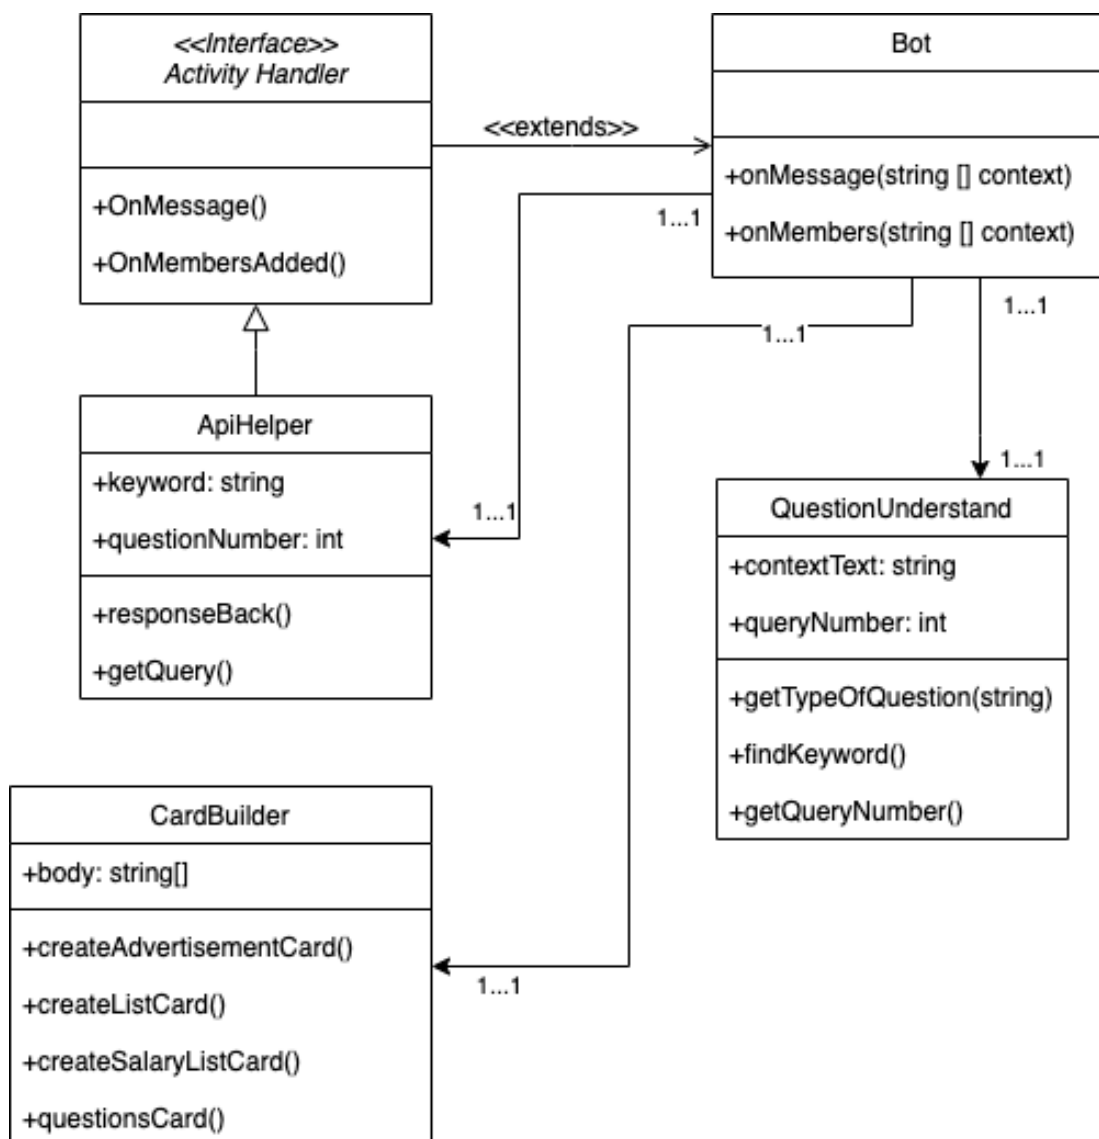 <<Interface>>
Activity Handler
+OnMessage()
+OnMembersAdded()
<<extends>>
Bot
+onMessage(string [] context)
+onMembers(string [] context)
1...1
1...1
1...1
ApiHelper
+keyword: string
+questionNumber: int
+responseBack()
+getQuery()
1...1
1...1
QuestionUnderstand
+contextText: string
+queryNumber: int
+getTypeOfQuestion(string)
+findKeyword()
+getQueryNumber()
CardBuilder
+body: string[]
+createAdvertisementCard()
+createListCard()
+createSalaryListCard()
+questionsCard()
1...1